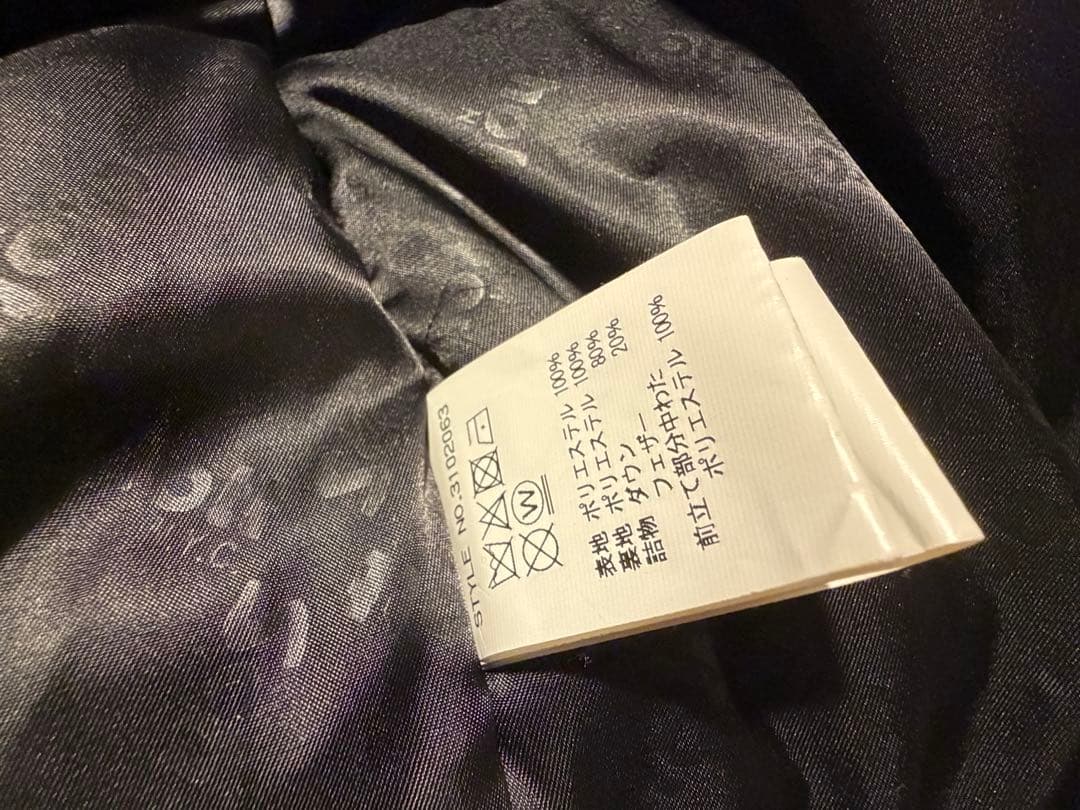 STYLE NO.3102063
W
表地 ポリエステル 100%
裏地 ポリエステル 100%
詰物 ダウン 80%
フェザー 20%
前立て部分中わた
ポリエステル 100%